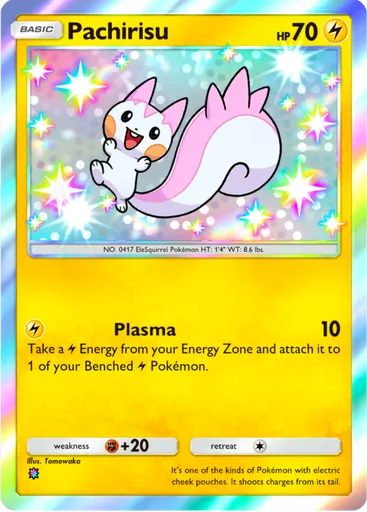 BASIC
Pachirisu
HP 70
NO. 0417 EleSquirrel Pokémon HT: 1'4" WT: 8.6 lbs.
Plasma 10
Take a Energy from your Energy Zone and attach it to
1 of your Benched Pokémon.
weakness +20 retreat
Illus. Tomowaka
It's one of the kinds of Pokémon with electric
cheek pouches. It shoots charges from its tail.